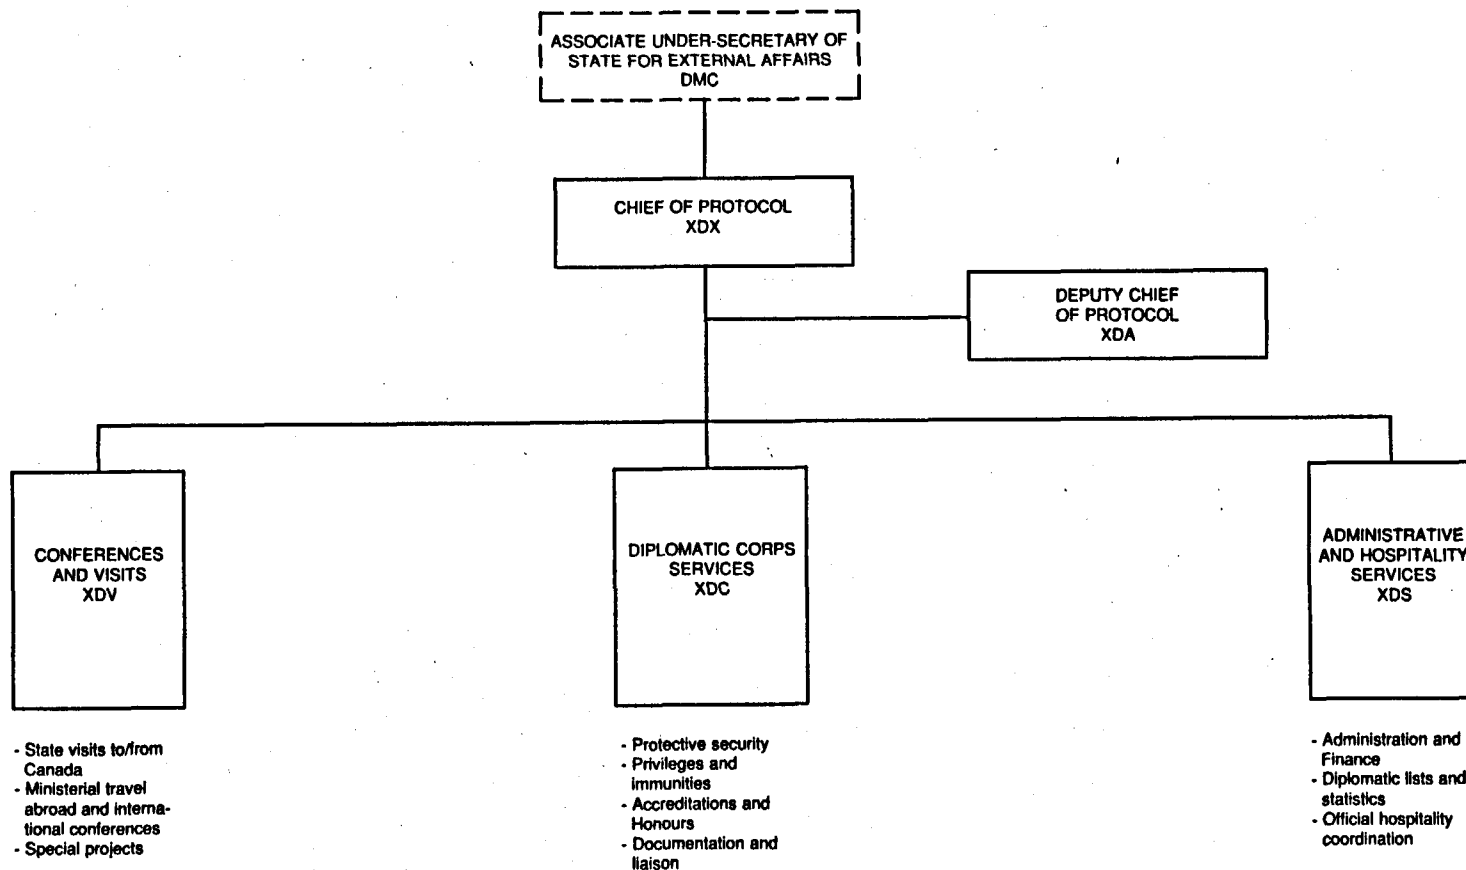 ASSOCIATE UNDER-SECRETARY OF
STATE FOR EXTERNAL AFFAIRS
DMC
CHIEF OF PROTOCOL
XDX
DEPUTY CHIEF
OF PROTOCOL
XDA
CONFERENCES
AND VISITS
XDV
DIPLOMATIC CORPS
SERVICES
XDC
ADMINISTRATIVE
AND HOSPITALITY
SERVICES
XDS
- State visits to/from
Canada
- Ministerial travel
abroad and interna-
tional conferences
- Special projects
- Protective security
- Privileges and
immunities
- Accreditations and
Honours
- Documentation and
liaison
- Administration and
Finance
- Diplomatic lists and
statistics
- Official hospitality
coordination